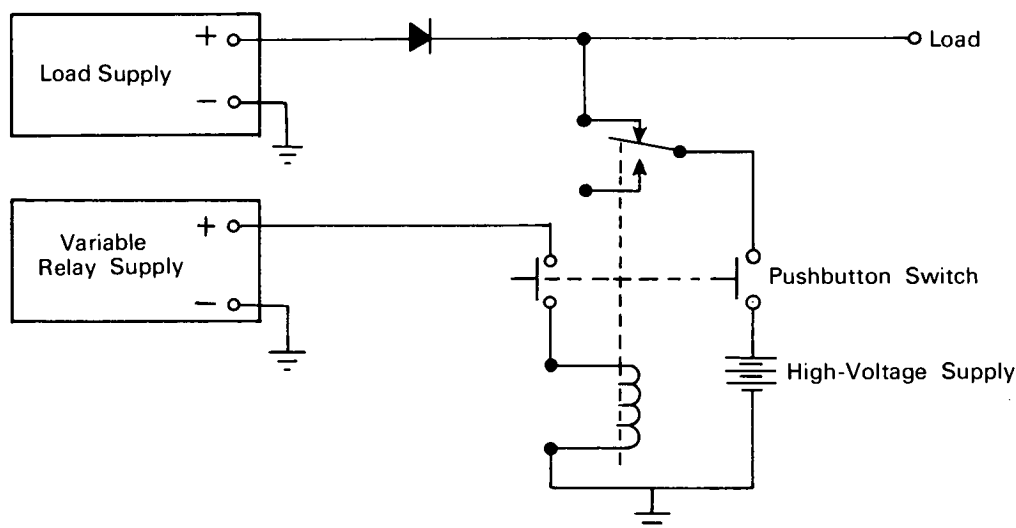 +
Load
Load Supply
−
+
Variable
Relay Supply
Pushbutton Switch
−
High-Voltage Supply